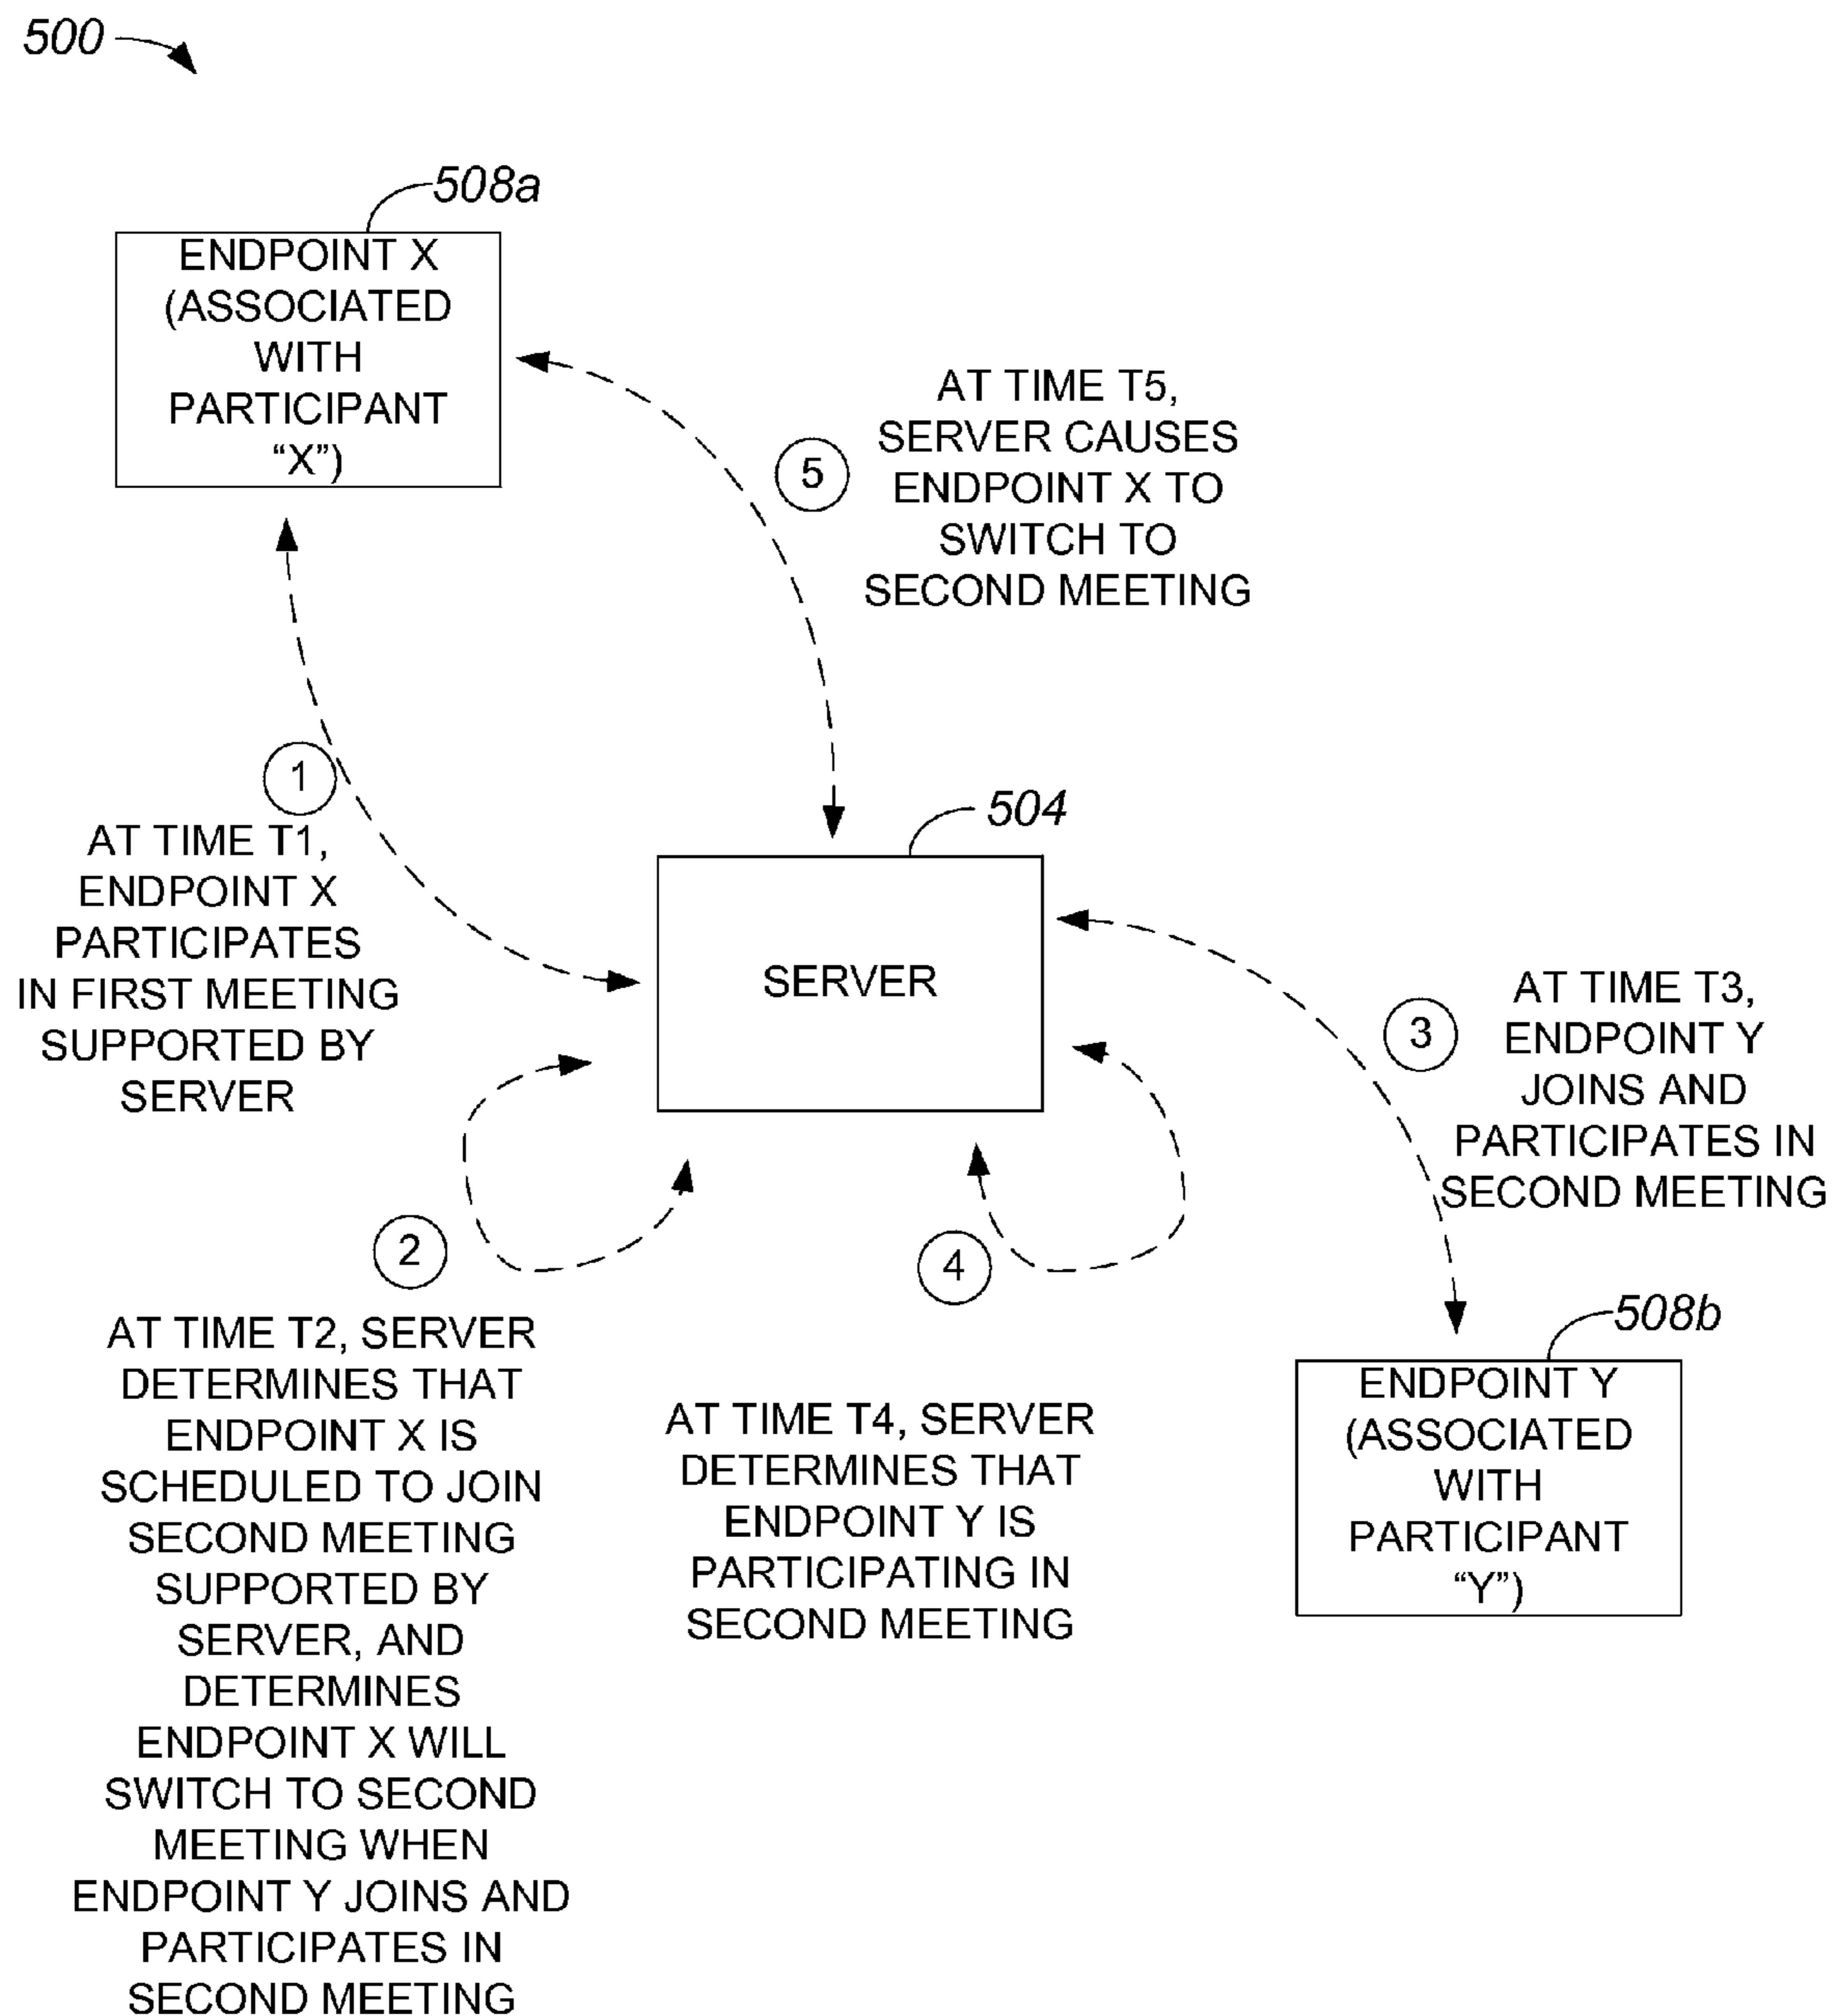 500
508a
ENDPOINT X
(ASSOCIATED
WITH
PARTICIPANT
“X”)
5
AT TIME T5,
SERVER CAUSES
ENDPOINT X TO
SWITCH TO
SECOND MEETING
1
AT TIME T1,
ENDPOINT X
PARTICIPATES
IN FIRST MEETING
SUPPORTED BY
SERVER
504
SERVER
3
AT TIME T3,
ENDPOINT Y
JOINS AND
PARTICIPATES IN
SECOND MEETING
2
AT TIME T2, SERVER
DETERMINES THAT
ENDPOINT X IS
SCHEDULED TO JOIN
SECOND MEETING
SUPPORTED BY
SERVER, AND
DETERMINES
ENDPOINT X WILL
SWITCH TO SECOND
MEETING WHEN
ENDPOINT Y JOINS AND
PARTICIPATES IN
SECOND MEETING
4
AT TIME T4, SERVER
DETERMINES THAT
ENDPOINT Y IS
PARTICIPATING IN
SECOND MEETING
508b
ENDPOINT Y
(ASSOCIATED
WITH
PARTICIPANT
“Y”)